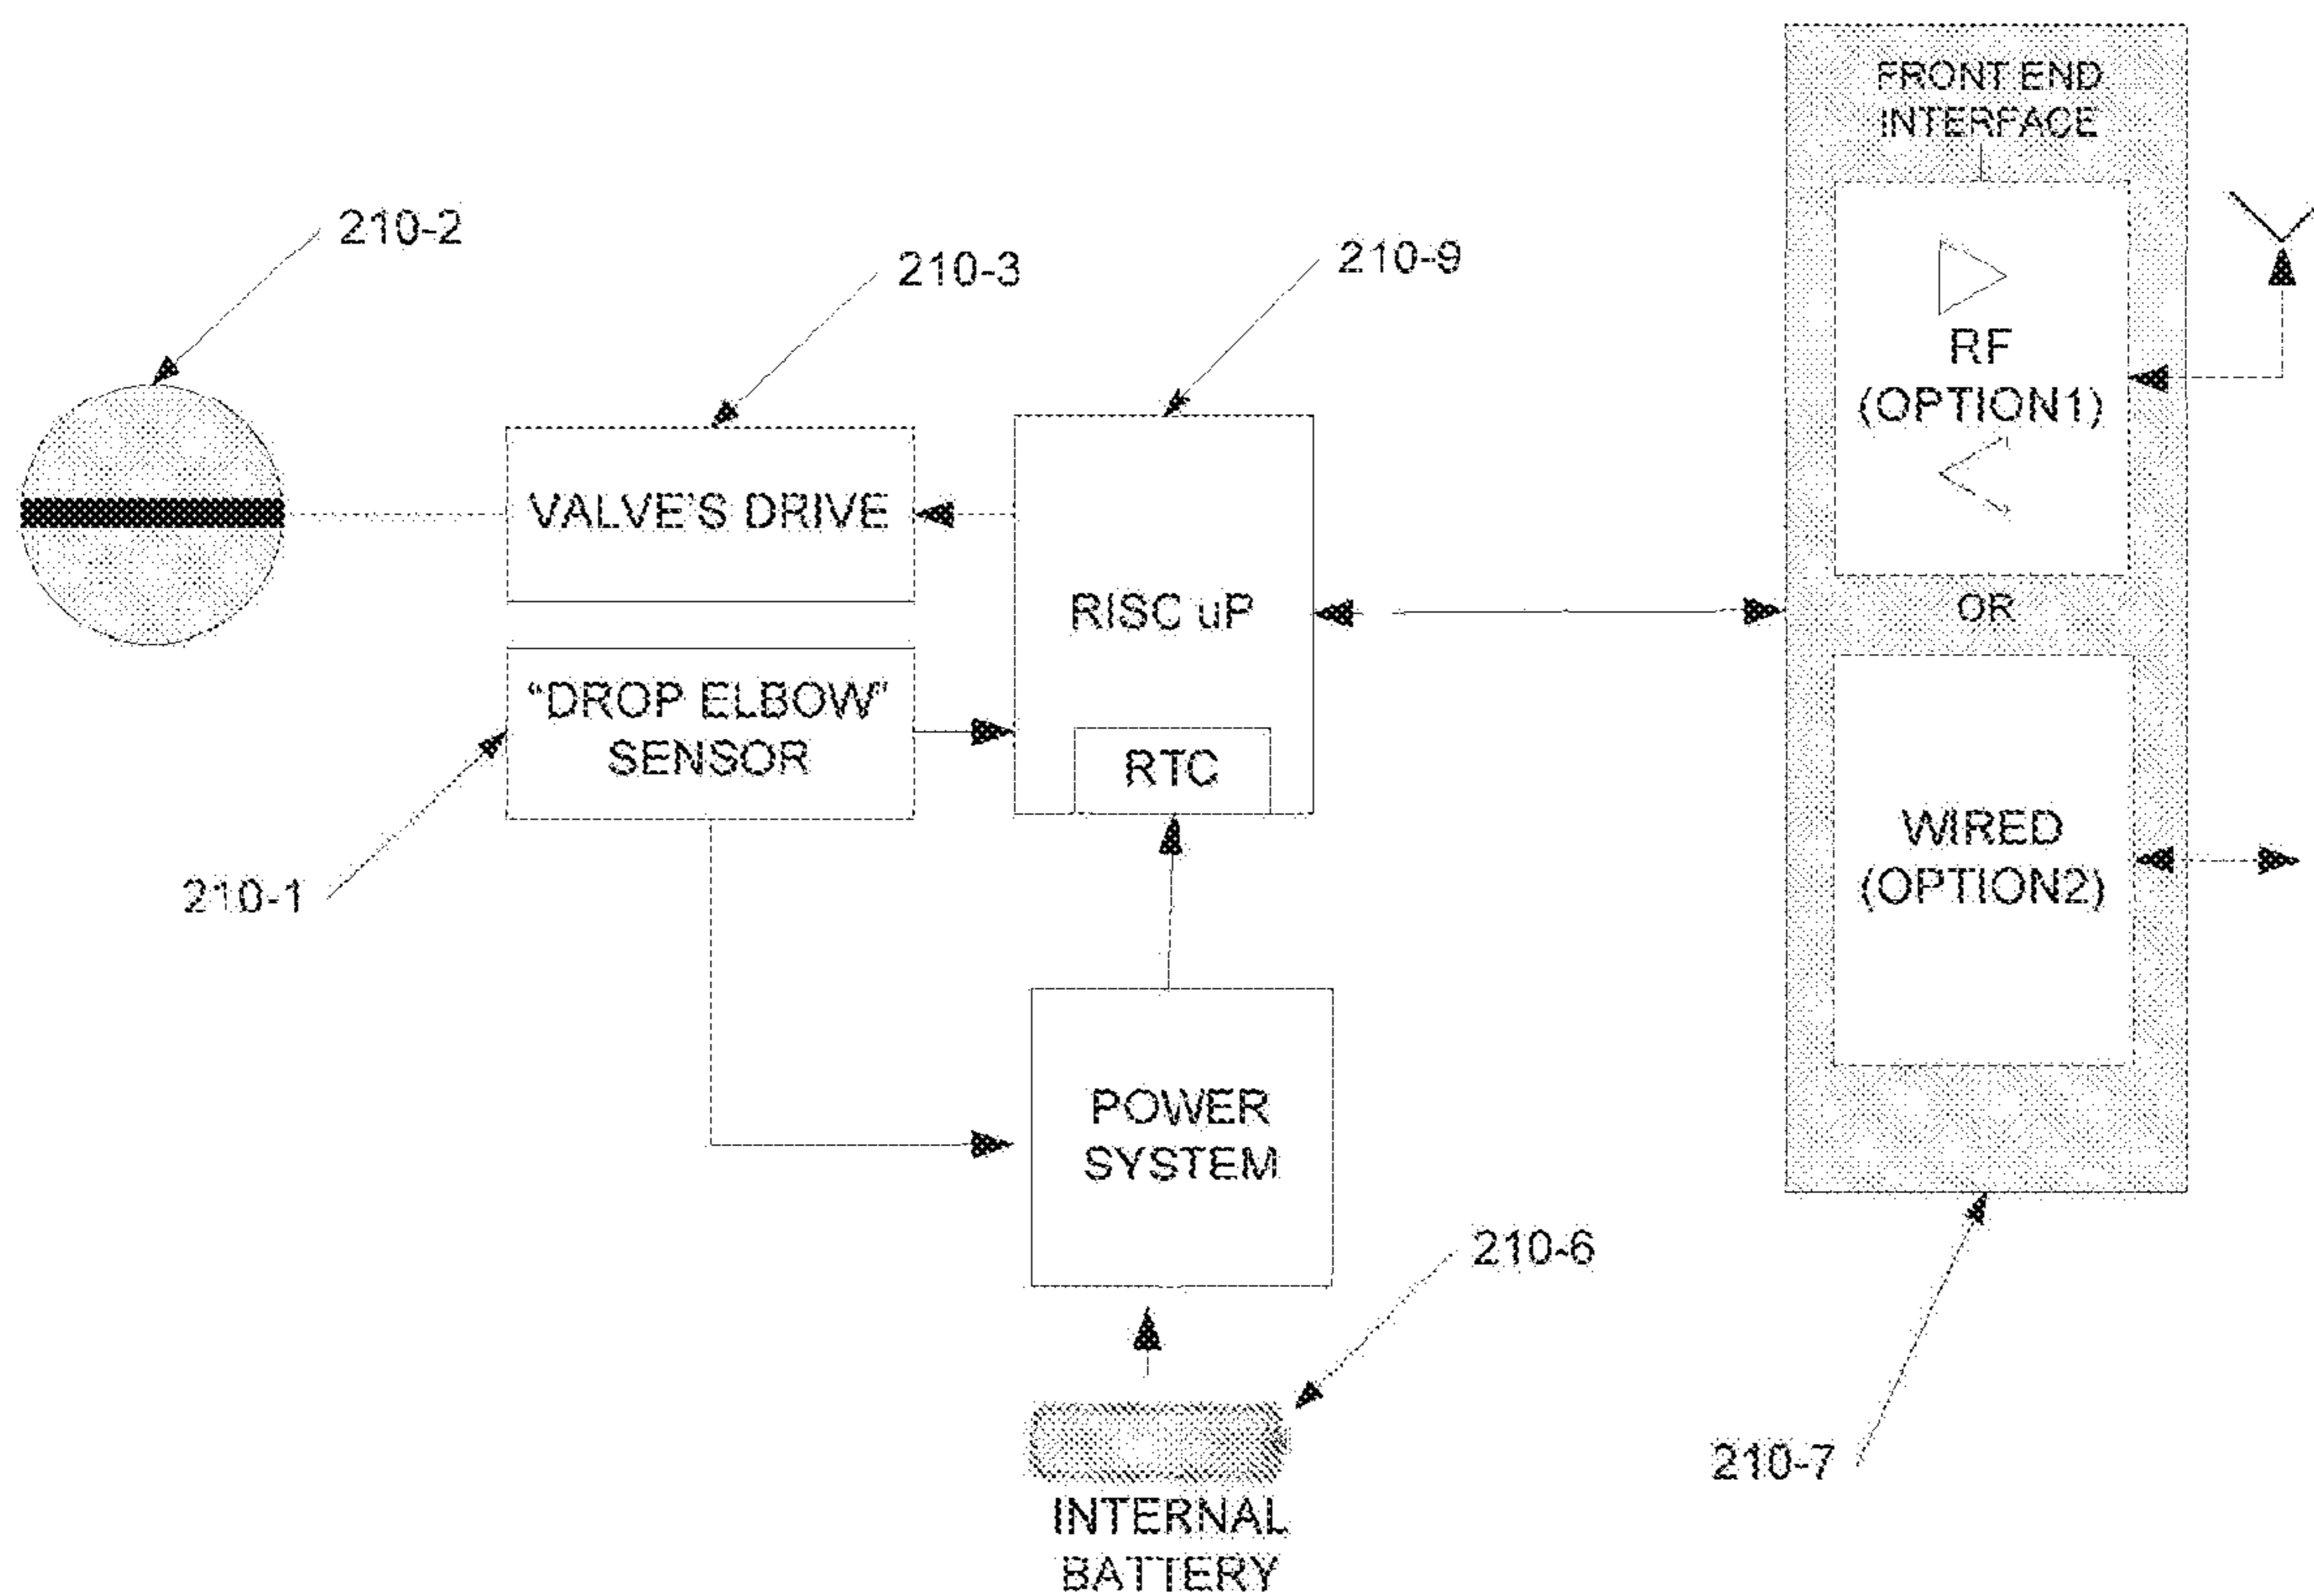 FRONT END
INTERFACE
210-2
210-3
210-9
RF
(OPTION1)
VALVE'S DRIVE
RISC uP
OR
"DROP ELBOW"
SENSOR
RTC
WIRED
(OPTION2)
210-1
POWER
SYSTEM
210-6
210-7
INTERNAL
BATTERY